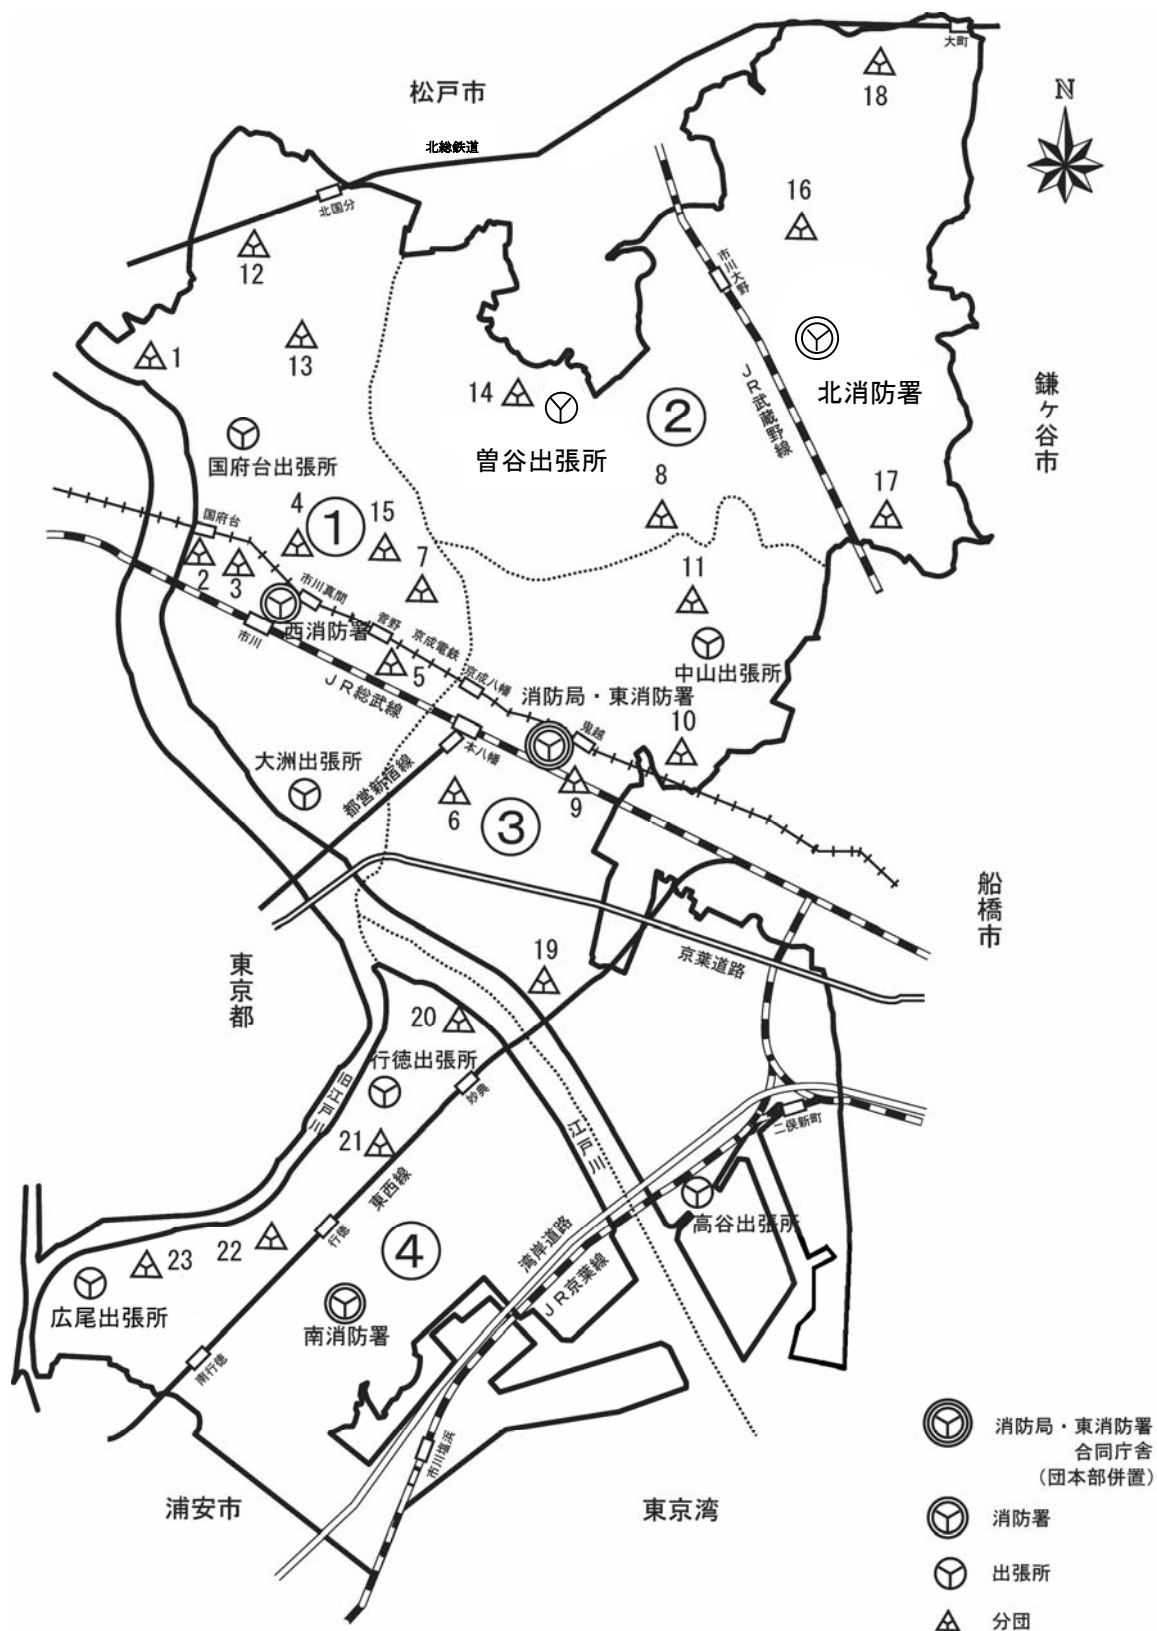 大町
18
松戸市
N
北総鉄道
16
北国分
12
市川大野
1
13
14
②
北消防署
JR武蔵野線
鎌ヶ谷市
曽谷出張所
国府台出張所
8
17
4
①
15
国府台
7
11
2
3
市川真間
菅野
京成電鉄
西消防署
市川
5
京成八幡
中山出張所
JR総武線
消防局・東消防署
鬼越
10
本八幡
大洲出張所
都営新宿線
6
③
9
船橋市
京葉道路
東京都
19
20
行徳出張所
妙典
旧江戸川
21
東西線
江戸川
二俣新町
高谷出張所
22
行徳
④
湾岸道路
23
JR京葉線
広尾出張所
南消防署
南行徳
市川塩浜
浦安市
東京湾
消防局・東消防署
合同庁舎
(団本部併置)
消防署
出張所
分団